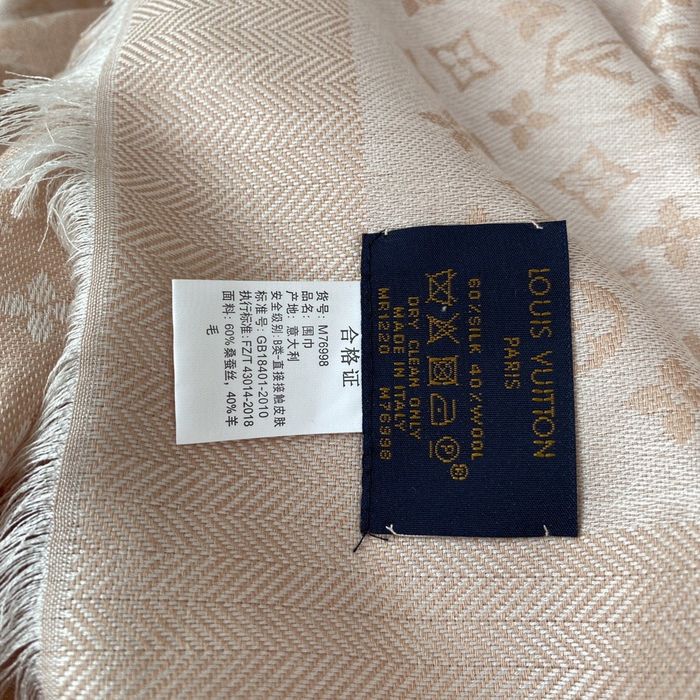 合格证
货号: M76998
品名: 围巾
产地: 意大利
安全级别: B类-直接接触皮肤
标准号: GB18401-2010
执行标准: FZ/T 43014-2018
面料: 60%桑蚕丝, 40%羊
毛
LOUIS VUITTON
PARIS
60%SILK 40%WOOL
DRY CLEAN ONLY
MADE IN ITALY
MF1220 M76998